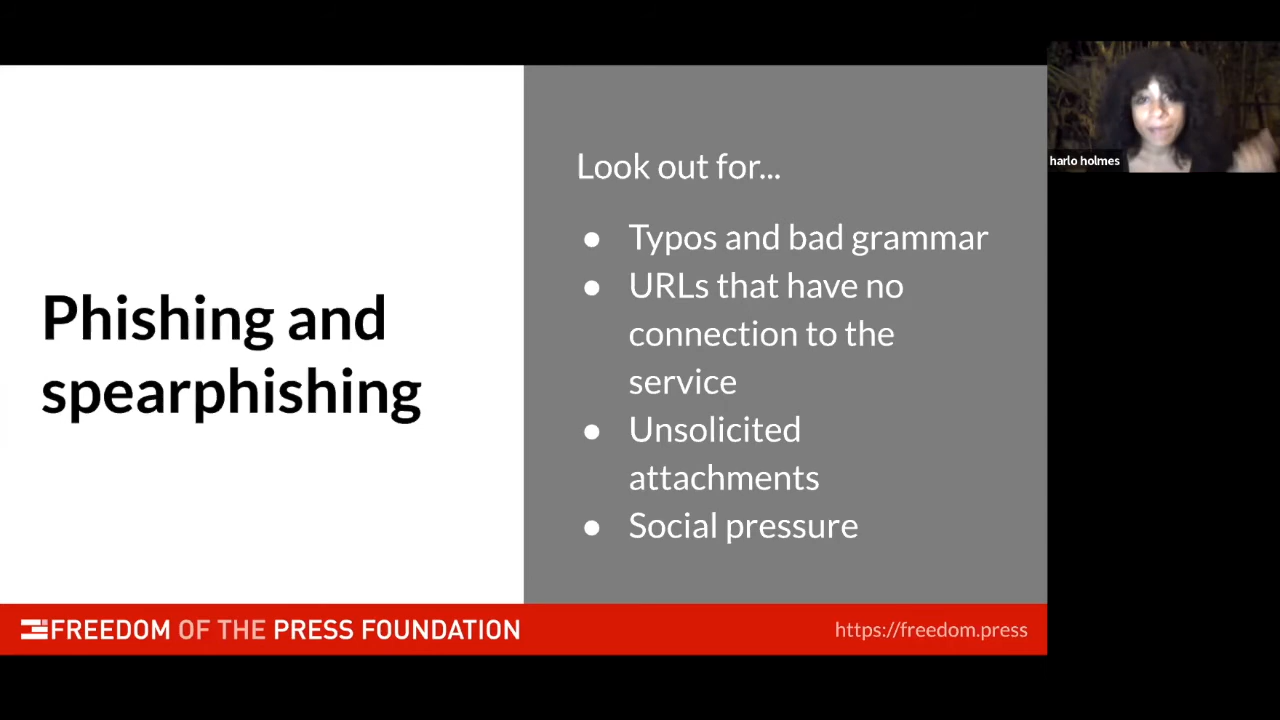 Phishing and
spearphishing
Look out for...
● Typos and bad grammar
● URLs that have no
connection to the
service
● Unsolicited
attachments
● Social pressure
FREEDOM OF THE PRESS FOUNDATION
https://freedom.press
harlo holmes